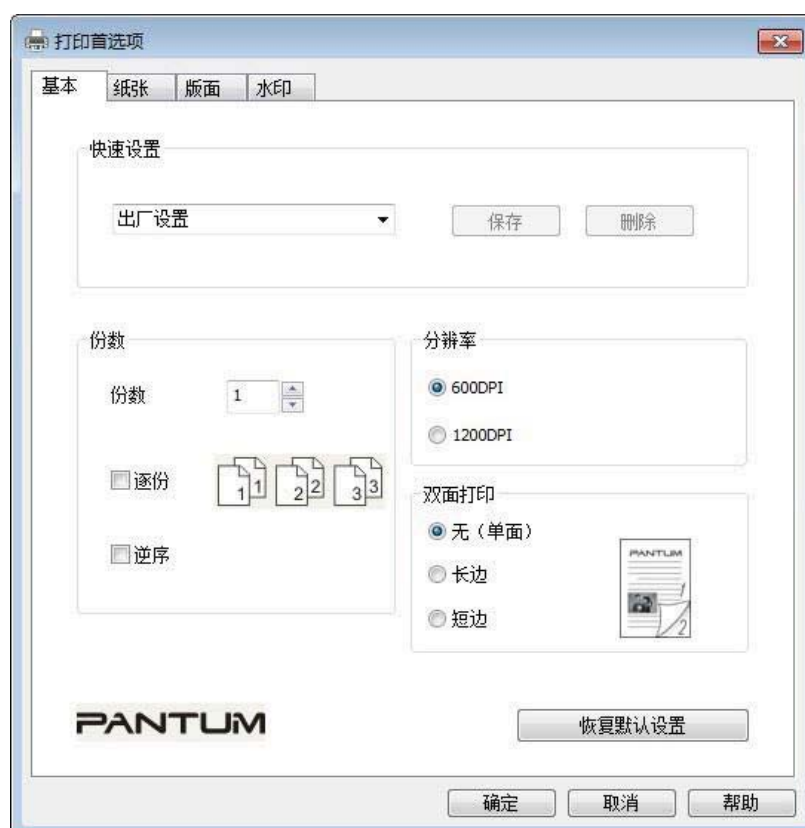 打印首选项
基本 纸张 版面 水印
快速设置
出厂设置 保存 删除
份数
份数 1
逐份 1 1 2 2 3 3
逆序
分辨率
600DPI
1200DPI
双面打印
无（单面）
长边
短边
PANTUM
1
2
PANTUM 恢复默认设置
确定 取消 帮助